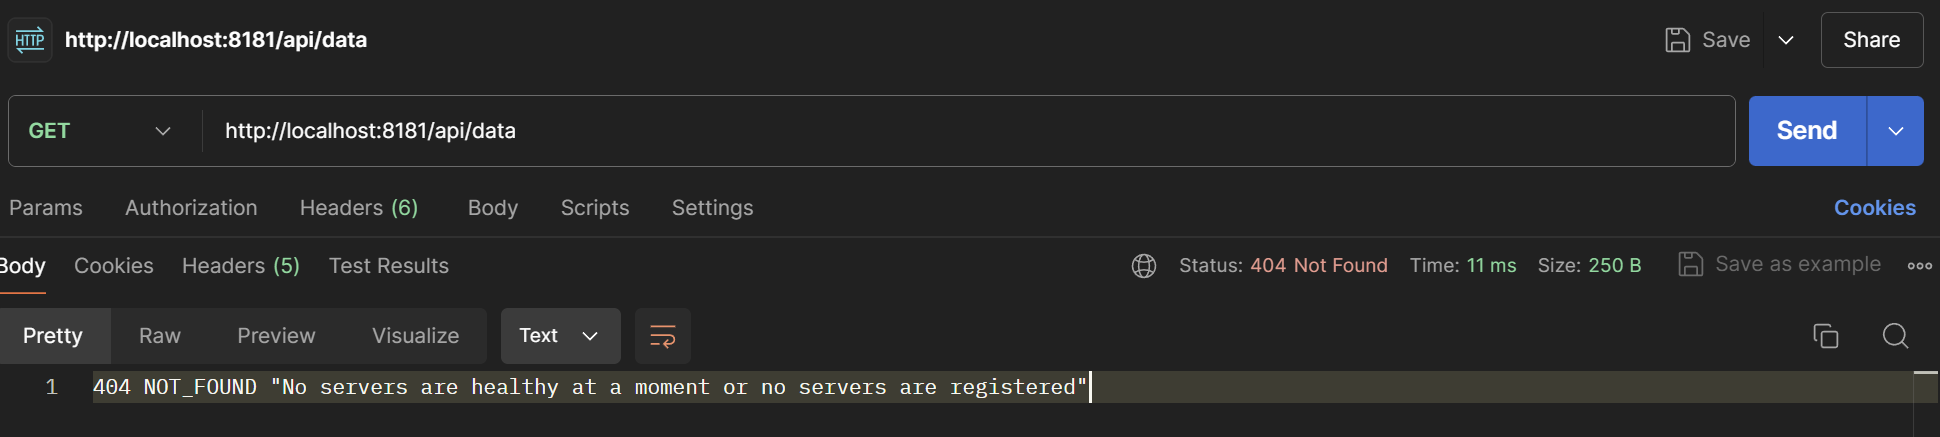 HTTP http://localhost:8181/api/data Save Share
GET http://localhost:8181/api/data Send
Params Authorization Headers (6) Body Scripts Settings Cookies
Body Cookies Headers (5) Test Results Status: 404 Not Found Time: 11 ms Size: 250 B Save as example
Pretty Raw Preview Visualize Text
1 404 NOT_FOUND "No servers are healthy at a moment or no servers are registered"